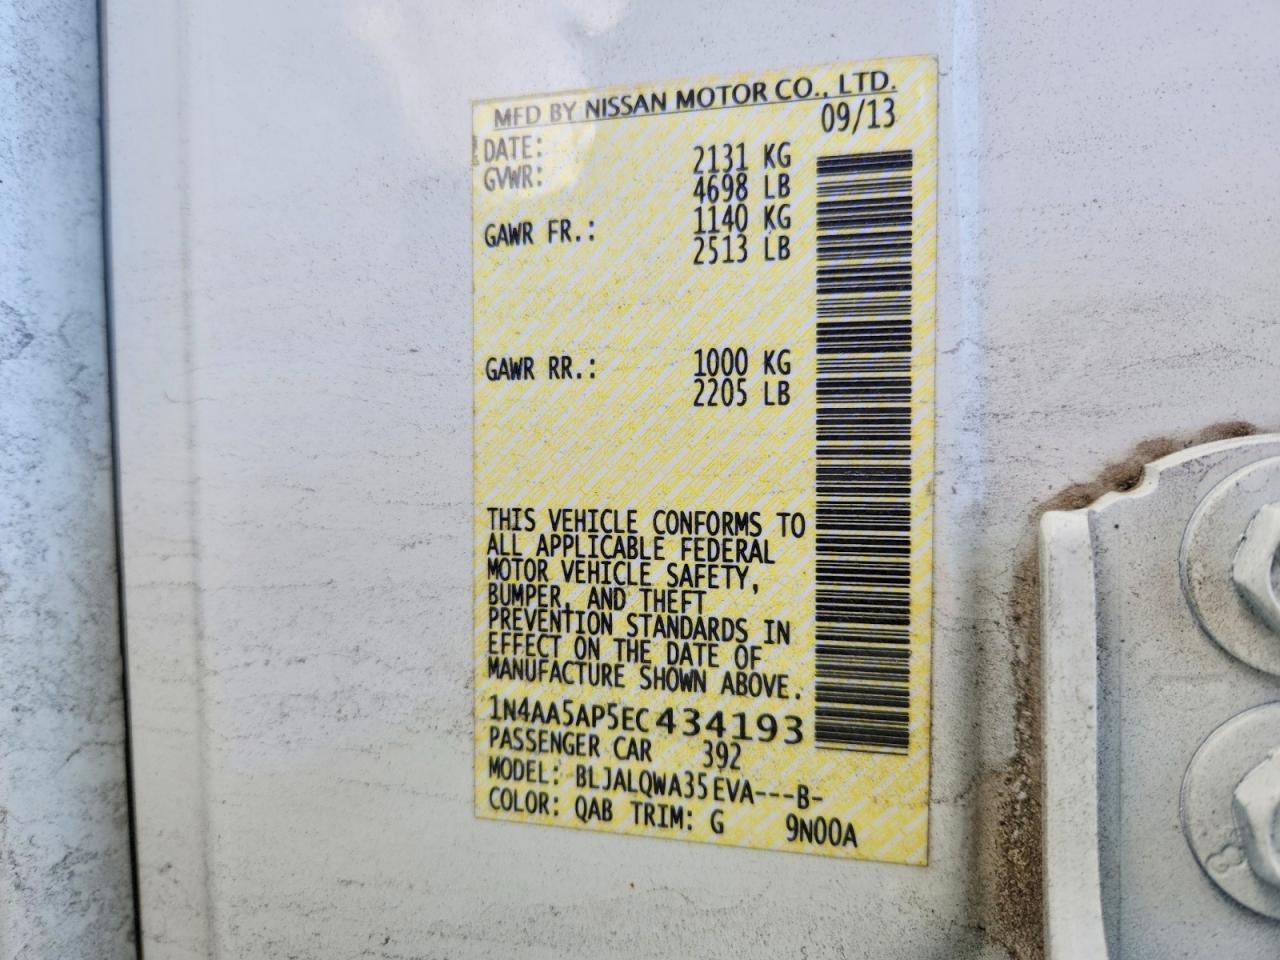 MFD BY NISSAN MOTOR CO., LTD.
DATE: 09/13
GVWR: 2131 KG
4698 LB
GAWR FR.: 1140 KG
2513 LB
GAWR RR.: 1000 KG
2205 LB
THIS VEHICLE CONFORMS TO
ALL APPLICABLE FEDERAL
MOTOR VEHICLE SAFETY,
BUMPER, AND THEFT
PREVENTION STANDARDS IN
EFFECT ON THE DATE OF
MANUFACTURE SHOWN ABOVE.
1N4AA5AP5EC434193
PASSENGER CAR 392
MODEL: BLJALQWA35EVA---B-
COLOR: QAB TRIM: G 9N00A
8